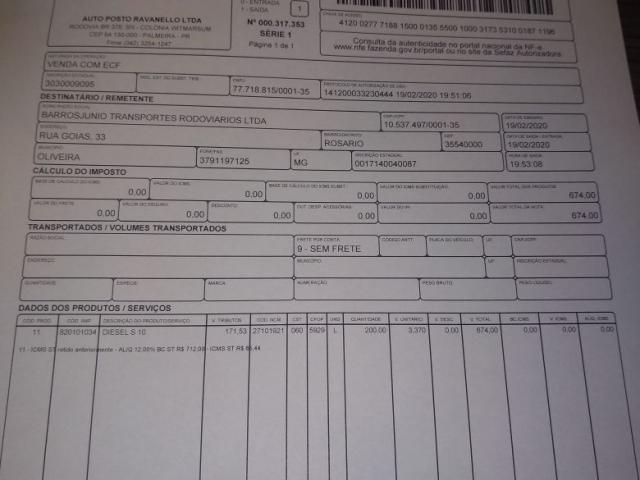 0 - ENTRADA
1 - SAÍDA
1
AUTO POSTO RAVANELLO LTDA
RODOVIA BR 376, SN - COLONIA WITMARSUM
CEP 84.130-000 - PALMEIRA - PR
Fone (042) 3254-1247
Nº 000.317.353
SÉRIE 1
Página 1 de 1
CHAVE DE ACESSO
4120 0277 7188 1500 0135 5500 1000 3173 5310 0187 1196
Consulta da autenticidade no portal nacional da NF-e
www.nfe.fazenda.gov.br/portal ou no site da Sefaz Autorizadora
NATUREZA DA OPERAÇÃO
VENDA COM ECF
PROTOCOLO DE AUTORIZAÇÃO DE USO
141200033230444 19/02/2020 19:51:06
INSCRIÇÃO ESTADUAL
3030009095
INSC. EST. DO SUBST. TRIB.
CNPJ
77.718.815/0001-35
DESTINATÁRIO / REMETENTE
NOME/RAZÃO SOCIAL
BARROSJUNIO TRANSPORTES RODOVIARIOS LTDA
CNPJ/CPF
10.537.497/0001-35
DATA DE EMISSÃO
19/02/2020
ENDEREÇO
RUA GOIAS, 33
BAIRRO/DISTRITO
ROSARIO
CEP
35540000
DATA DE SAÍDA / ENTRADA
19/02/2020
MUNICÍPIO
OLIVEIRA
FONE/FAX
3791197125
UF
MG
INSCRIÇÃO ESTADUAL
0017140040087
HORA DE SAÍDA
19:53:08
CÁLCULO DO IMPOSTO
BASE DE CÁLCULO DO ICMS
0,00
VALOR DO ICMS
0,00
BASE DE CÁLCULO DO ICMS SUBST.
0,00
VALOR DO ICMS SUBSTITUIÇÃO
0,00
VALOR TOTAL DOS PRODUTOS
674,00
VALOR DO FRETE
0,00
VALOR DO SEGURO
0,00
DESCONTO
0,00
OUT. DESP. ACESSÓRIAS
0,00
VALOR DO IPI
0,00
VALOR TOTAL DA NOTA
674,00
TRANSPORTADOS / VOLUMES TRANSPORTADOS
RAZÃO SOCIAL
FRETE POR CONTA
9 - SEM FRETE
CÓDIGO ANTT
PLACA DO VEÍCULO
UF
CNPJ/CPF
ENDEREÇO
MUNICÍPIO
UF
INSCRIÇÃO ESTADUAL
QUANTIDADE
ESPÉCIE
MARCA
NUMERAÇÃO
PESO BRUTO
PESO LÍQUIDO
DADOS DOS PRODUTOS / SERVIÇOS
COD. PROD. COD. ANP DESCRIÇÃO DO PRODUTO/SERVIÇO V. TRIBUTOS COD. NCM CST CFOP UND QUANTIDADE V. UNITÁRIO V. DESC. V. TOTAL BC.ICMS V. ICMS ALIQ. ICMS
11 820101034 DIESEL S 10 171,53 27101921 060 5929 L 200,00 3,370 0,00 674,00 0,00 0,00 0,00
11 - ICMS ST retido anteriormente - ALIQ 12,00% BC ST R$ 712,00 - ICMS ST R$ 85,44